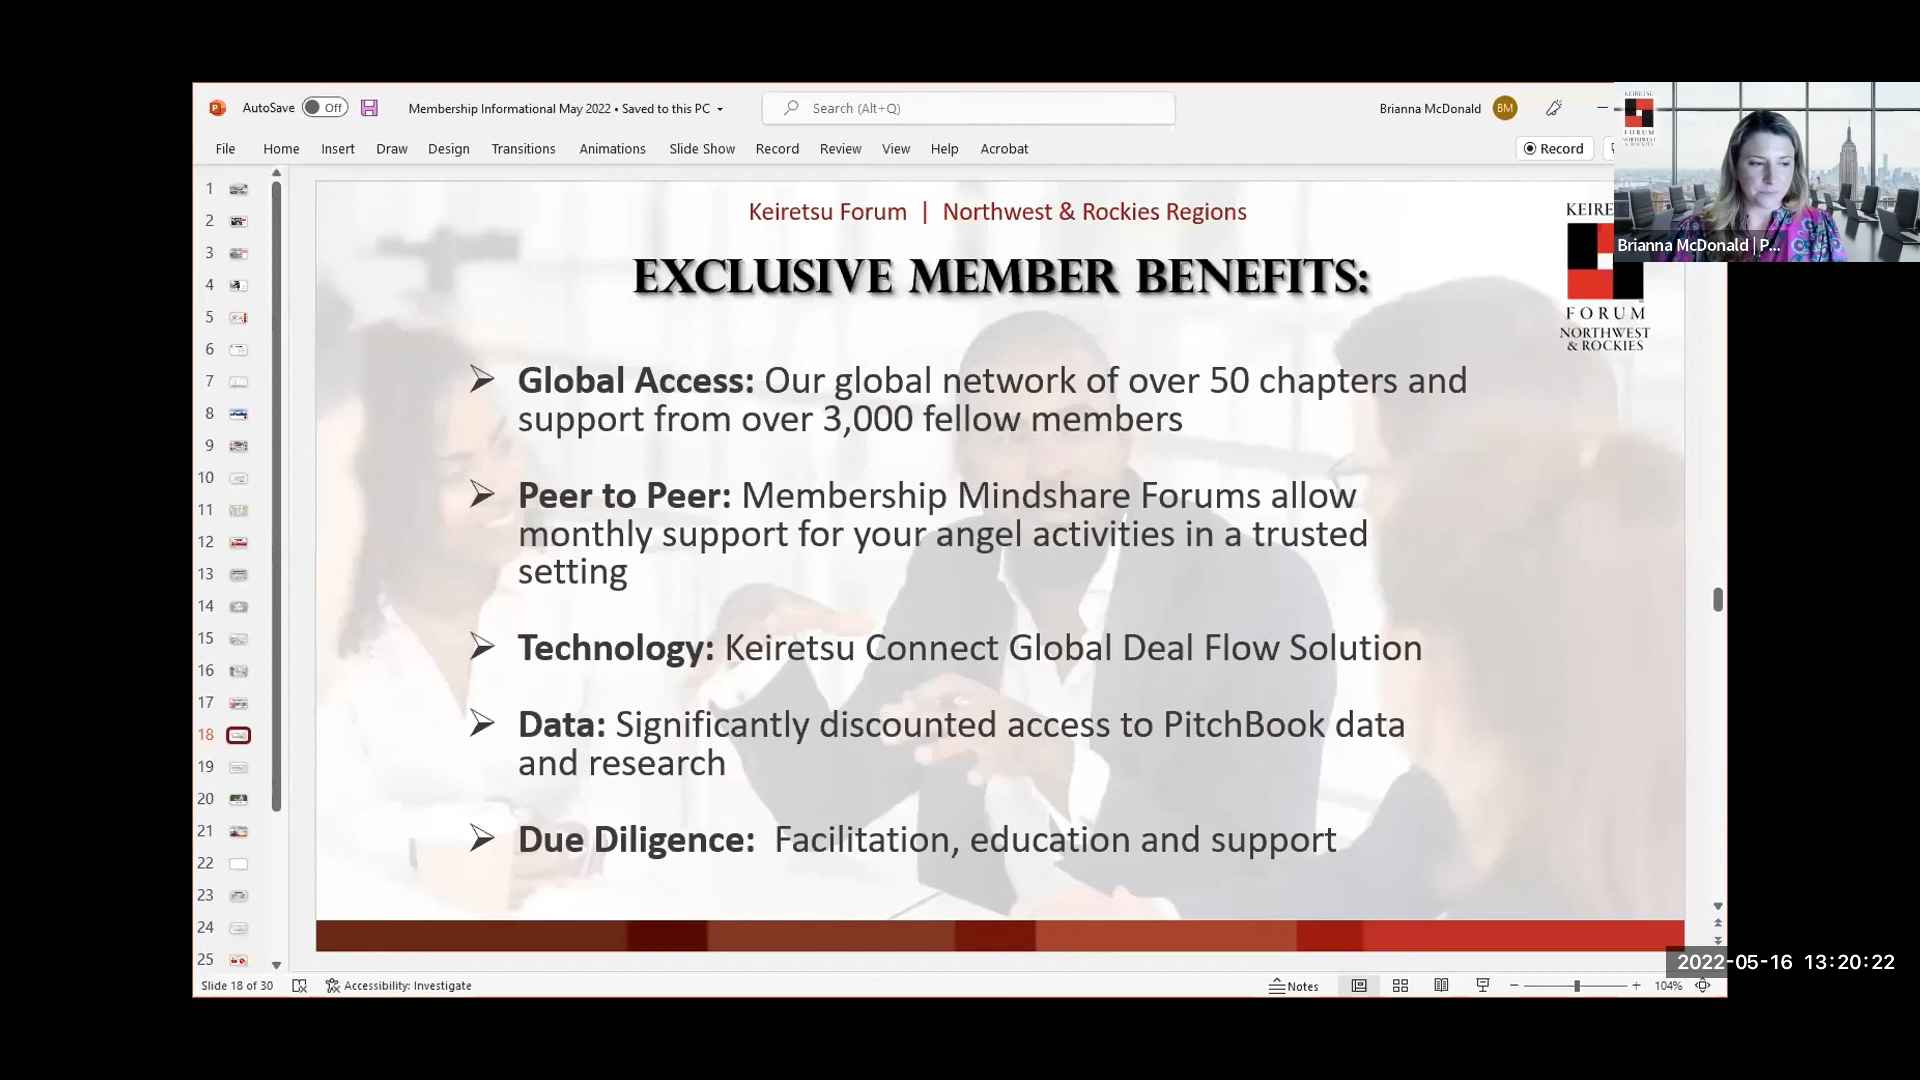 AutoSave Off Membership Informational May 2022 • Saved to this PC Search (Alt+Q) Brianna McDonald BM
File Home Insert Draw Design Transitions Animations Slide Show Record Review View Help Acrobat Record
KEIRETSU
FORUM
NORTHWEST
& ROCKIES
Brianna McDonald | P...
1
2
3
4
5
6
7
8
9
10
11
12
13
14
15
16
17
18
19
20
21
22
23
24
25
Keiretsu Forum | Northwest & Rockies Regions
EXCLUSIVE MEMBER BENEFITS:
KEIRE
FORUM
NORTHWEST
& ROCKIES
➢ Global Access: Our global network of over 50 chapters and
support from over 3,000 fellow members
➢ Peer to Peer: Membership Mindshare Forums allow
monthly support for your angel activities in a trusted
setting
➢ Technology: Keiretsu Connect Global Deal Flow Solution
➢ Data: Significantly discounted access to PitchBook data
and research
➢ Due Diligence: Facilitation, education and support
2022-05-16 13:20:22
Slide 18 of 30 Accessibility: Investigate Notes 104%